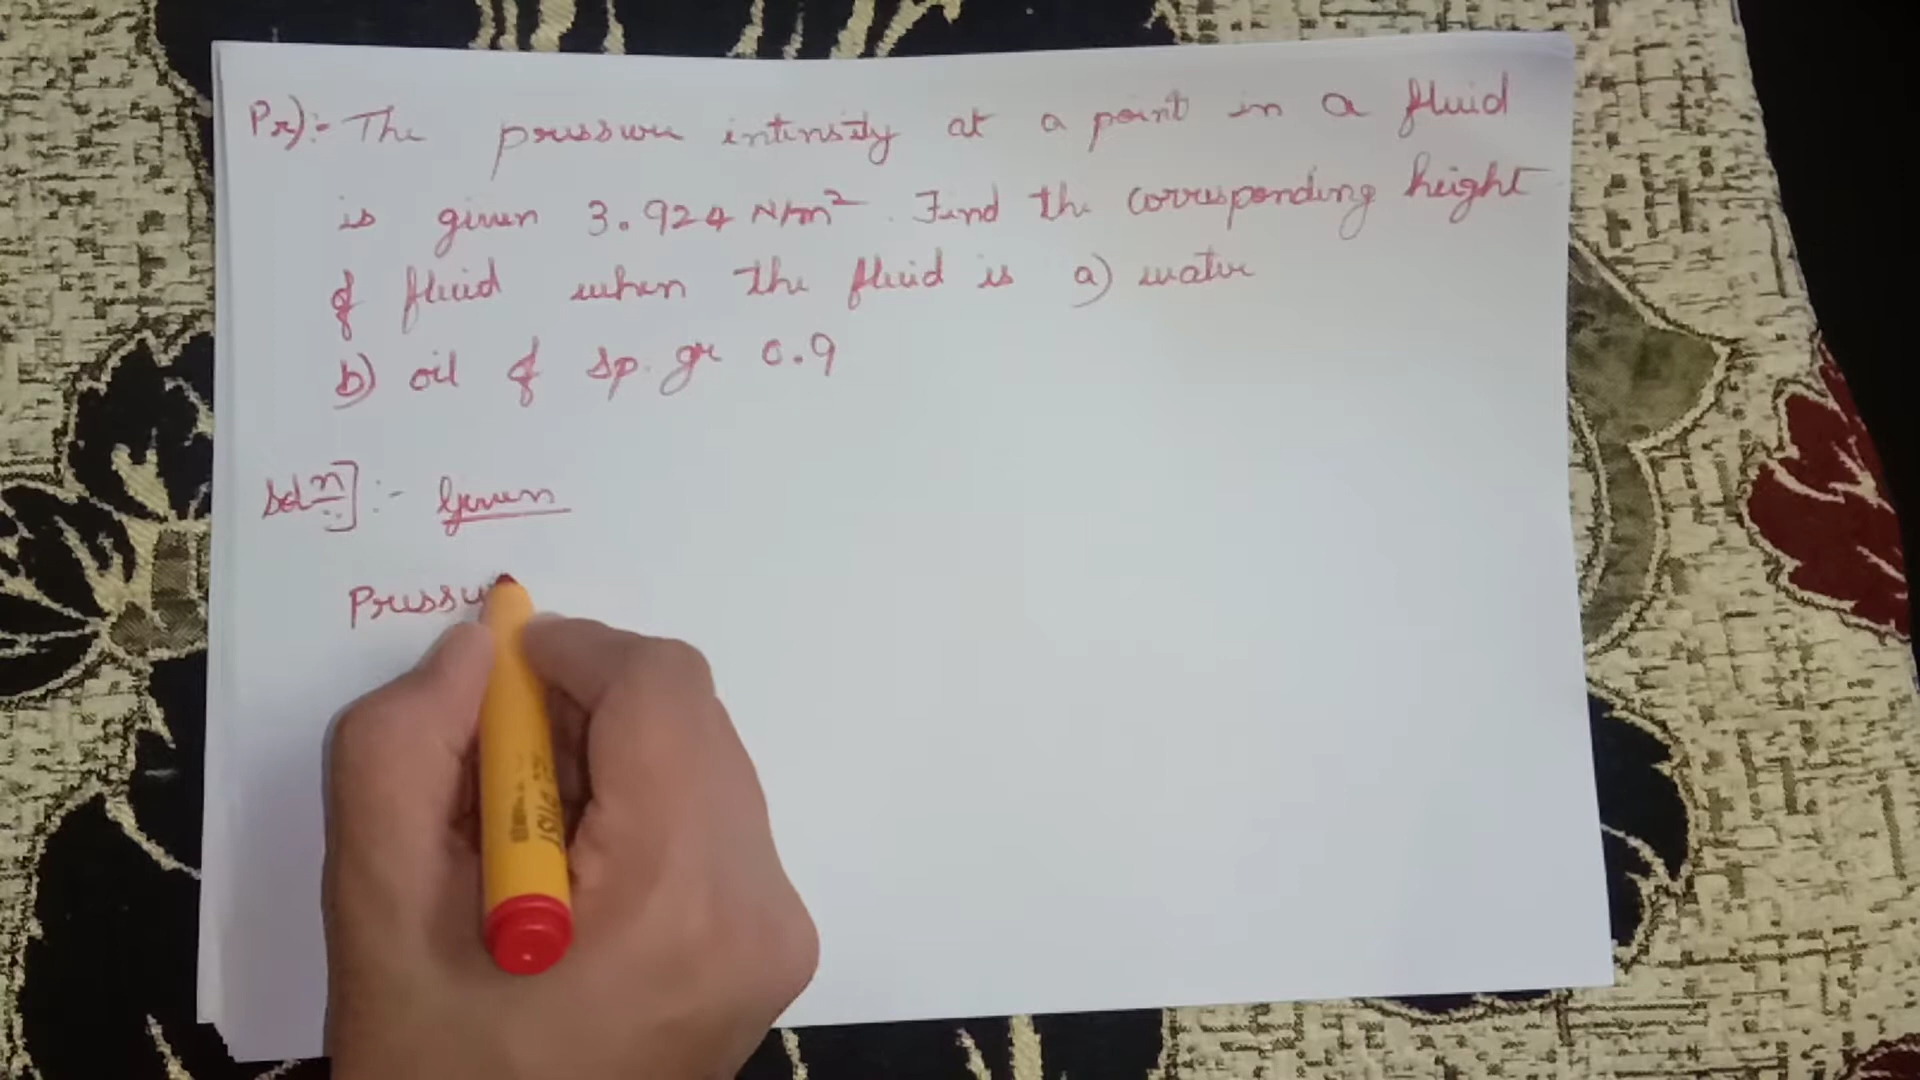 Pr):- The pressure intensity at a point in a fluid
is given 3.924 N/m². Find the corresponding height
of fluid when the fluid is a) water
b) oil of sp. gr 0.9
Solⁿ]:- Given
Pressu